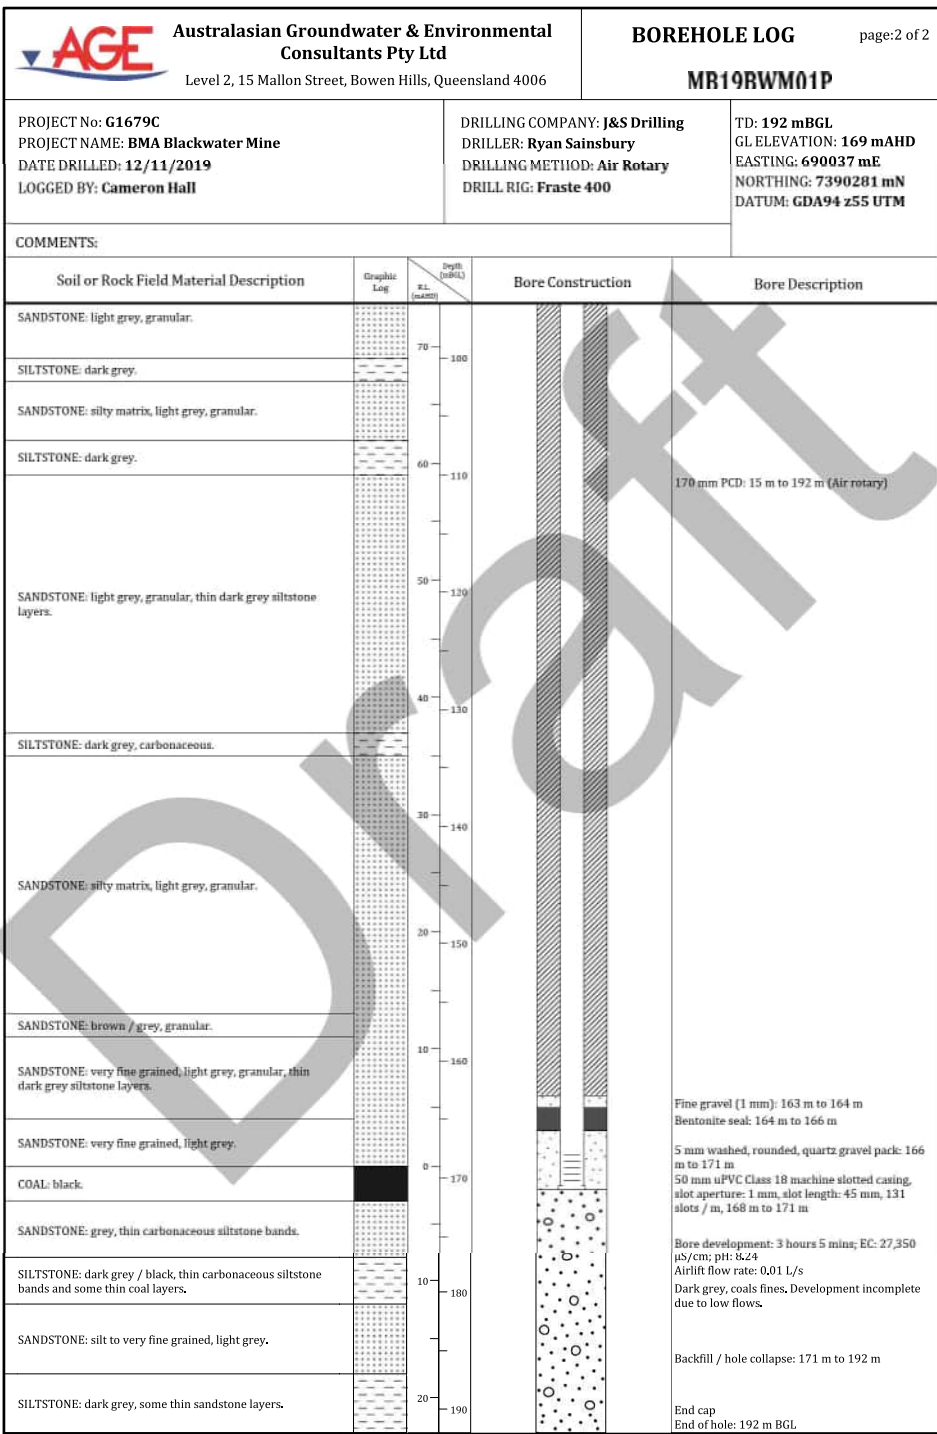 AGE
Australasian Groundwater & Environmental
Consultants Pty Ltd
Level 2, 15 Mallon Street, Bowen Hills, Queensland 4006
BOREHOLE LOG
page:2 of 2
MB19BWM01P
PROJECT No: G1679C
PROJECT NAME: BMA Blackwater Mine
DATE DRILLED: 12/11/2019
LOGGED BY: Cameron Hall
DRILLING COMPANY: J&S Drilling
DRILLER: Ryan Sainsbury
DRILLING METHOD: Air Rotary
DRILL RIG: Fraste 400
TD: 192 mBGL
GL ELEVATION: 169 mAHD
EASTING: 690037 mE
NORTHING: 7390281 mN
DATUM: GDA94 z55 UTM
COMMENTS:
Soil or Rock Field Material Description
Graphic
Log
R.L.
(mAHD)
Depth
(mBGL)
Bore Construction
Bore Description
SANDSTONE: light grey, granular.
70
100
SILTSTONE: dark grey.
SANDSTONE: silty matrix, light grey, granular.
SILTSTONE: dark grey.
60
110
170 mm PCD: 15 m to 192 m (Air rotary)
50
120
SANDSTONE: light grey, granular, thin dark grey siltstone
layers.
40
130
SILTSTONE: dark grey, carbonaceous.
30
140
SANDSTONE: silty matrix, light grey, granular.
20
150
SANDSTONE: brown / grey, granular.
10
160
SANDSTONE: very fine grained, light grey, granular, thin
dark grey siltstone layers.
Fine gravel (1 mm): 163 m to 164 m
Bentonite seal: 164 m to 166 m
SANDSTONE: very fine grained, light grey.
5 mm washed, rounded, quartz gravel pack: 166
m to 171 m
0
170
COAL: black.
50 mm uPVC Class 18 machine slotted casing,
slot aperture: 1 mm, slot length: 45 mm, 131
slots / m, 168 m to 171 m
SANDSTONE: grey, thin carbonaceous siltstone bands.
Bore development: 3 hours 5 mins; EC: 27,350
µS/cm; pH: 8.24
Airlift flow rate: 0.01 L/s
SILTSTONE: dark grey / black, thin carbonaceous siltstone
bands and some thin coal layers.
10
180
Dark grey, coals fines. Development incomplete
due to low flows.
SANDSTONE: silt to very fine grained, light grey.
Backfill / hole collapse: 171 m to 192 m
SILTSTONE: dark grey, some thin sandstone layers.
20
190
End cap
End of hole: 192 m BGL
Draft